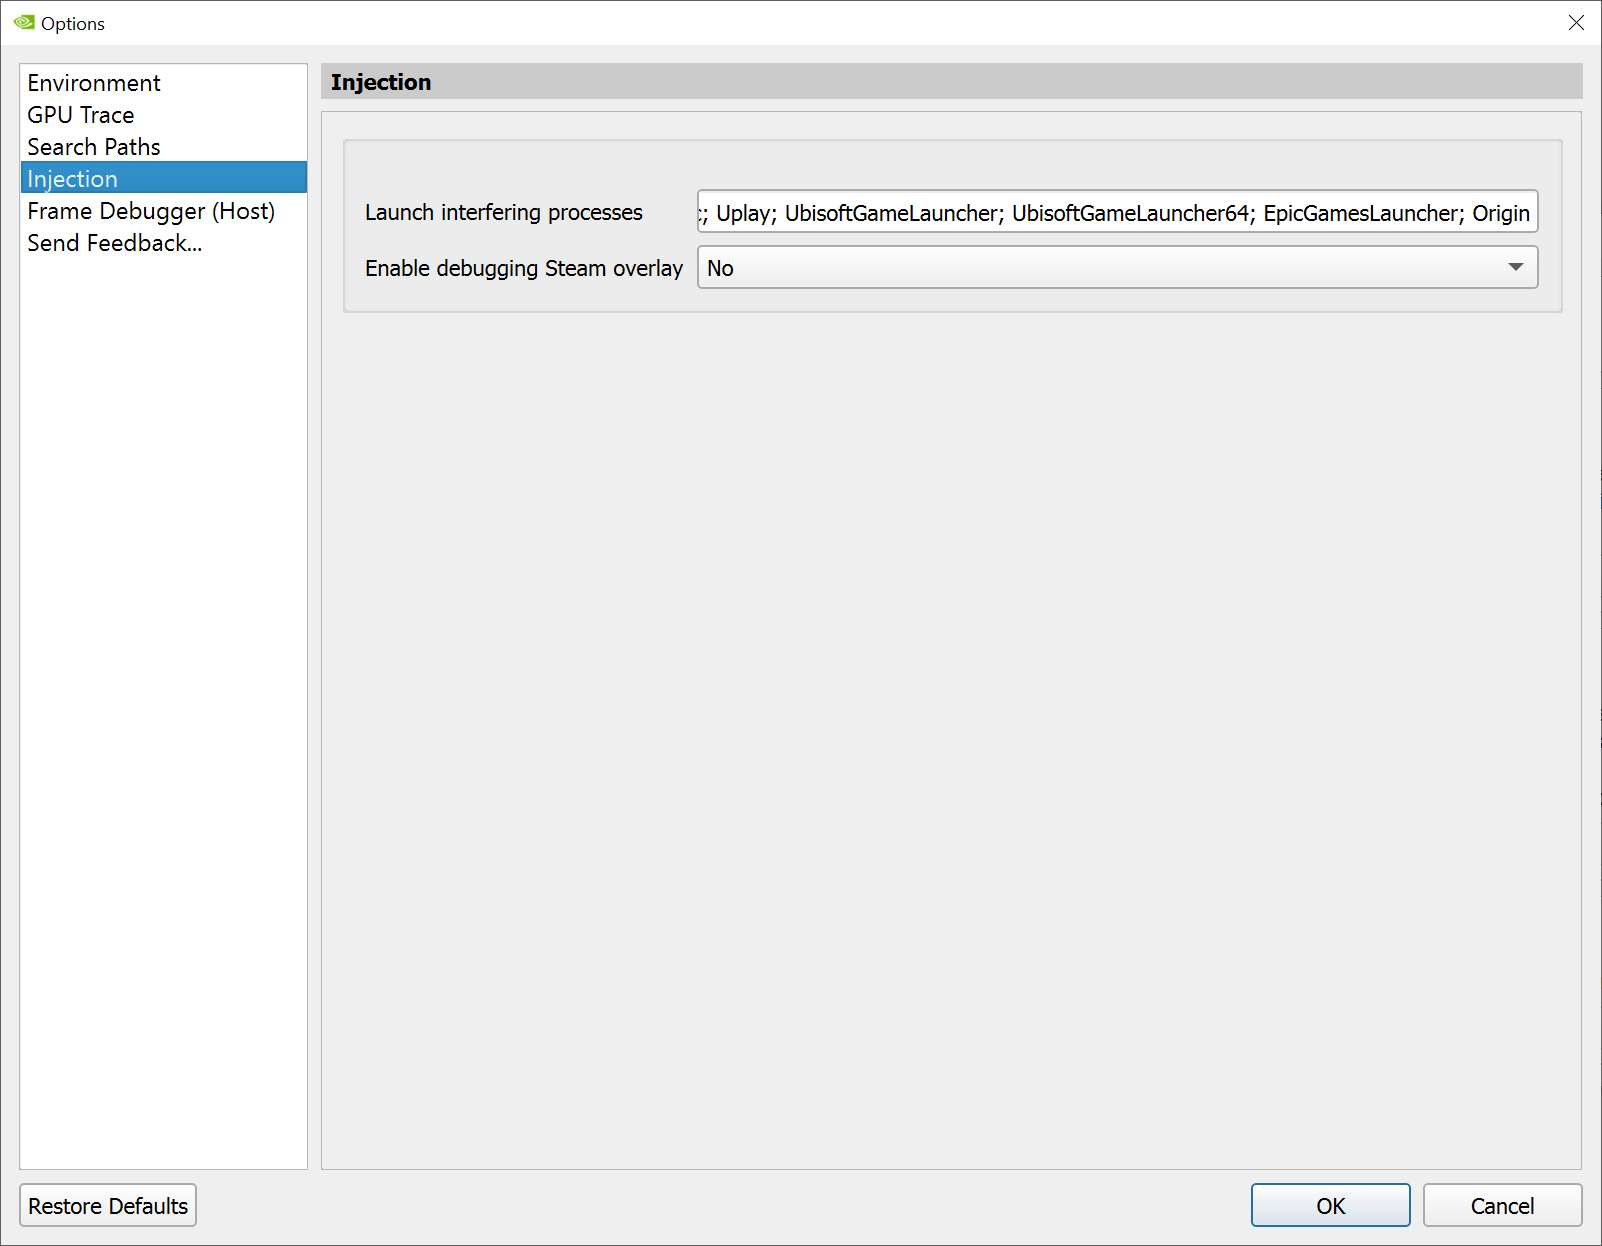 Options
Environment
GPU Trace
Search Paths
Injection
Frame Debugger (Host)
Send Feedback...
Injection
Launch interfering processes
; Uplay; UbisoftGameLauncher; UbisoftGameLauncher64; EpicGamesLauncher; Origin
Enable debugging Steam overlay
No
Restore Defaults
OK
Cancel